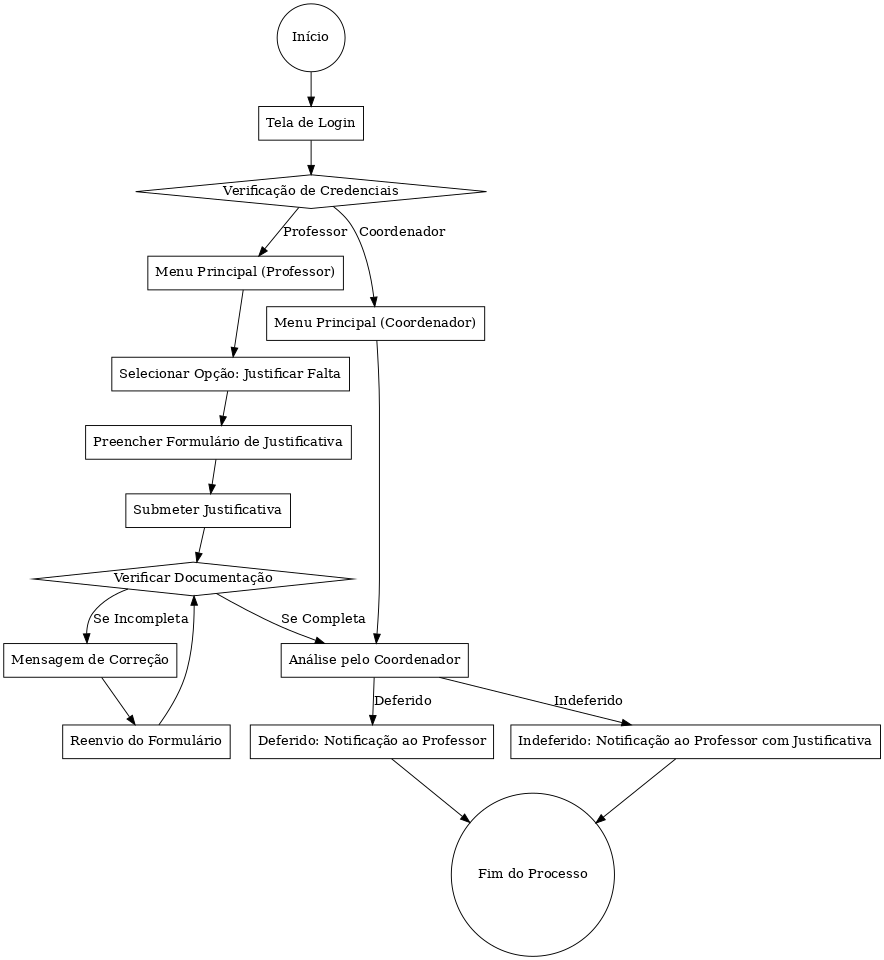 Início
Tela de Login
Verificação de Credenciais
Professor
Coordenador
Menu Principal (Professor)
Menu Principal (Coordenador)
Selecionar Opção: Justificar Falta
Preencher Formulário de Justificativa
Submeter Justificativa
Verificar Documentação
Se Incompleta
Se Completa
Mensagem de Correção
Análise pelo Coordenador
Deferido
Indeferido
Reenvio do Formulário
Deferido: Notificação ao Professor
Indeferido: Notificação ao Professor com Justificativa
Fim do Processo